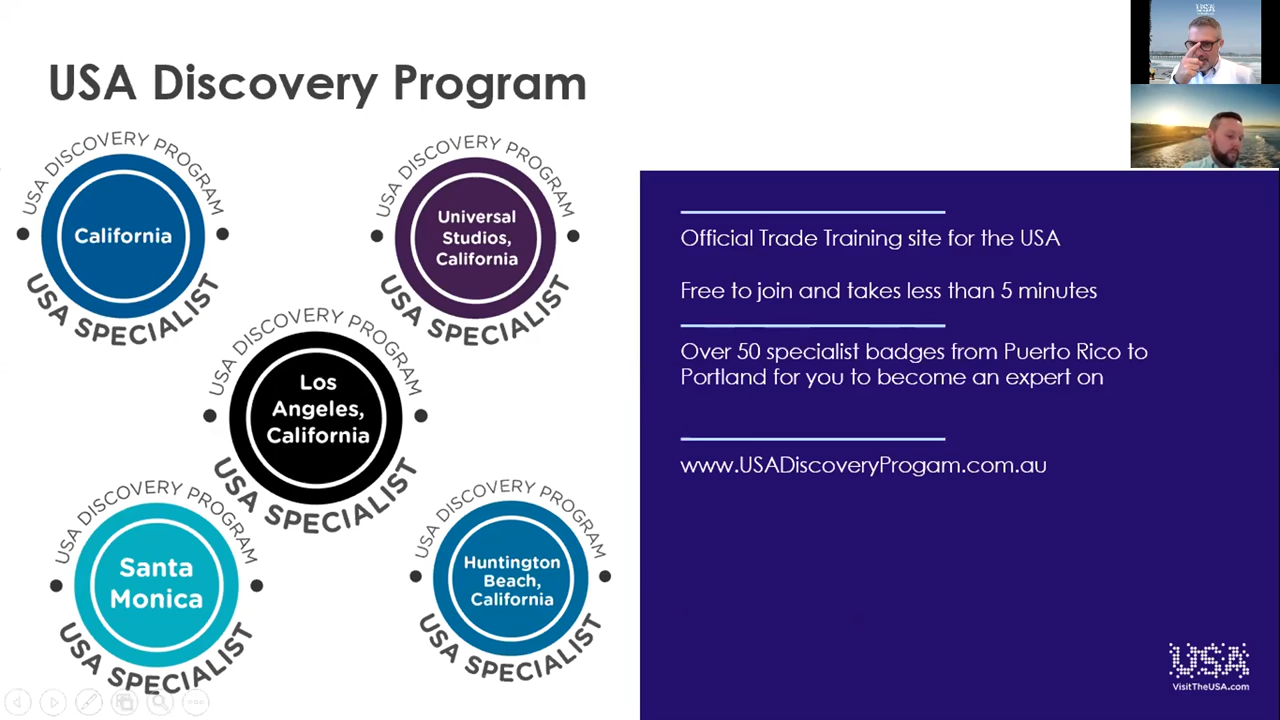 USA Discovery Program
USA DISCOVERY PROGRAM
California
USA SPECIALIST
USA DISCOVERY PROGRAM
Universal
Studios,
California
USA SPECIALIST
USA DISCOVERY PROGRAM
Los
Angeles,
California
USA SPECIALIST
USA DISCOVERY PROGRAM
Santa
Monica
USA SPECIALIST
USA DISCOVERY PROGRAM
Huntington
Beach,
California
USA SPECIALIST
Official Trade Training site for the USA
Free to join and takes less than 5 minutes
Over 50 specialist badges from Puerto Rico to
Portland for you to become an expert on
www.USADiscoveryProgam.com.au
USA
VisitTheUSA.com
USA